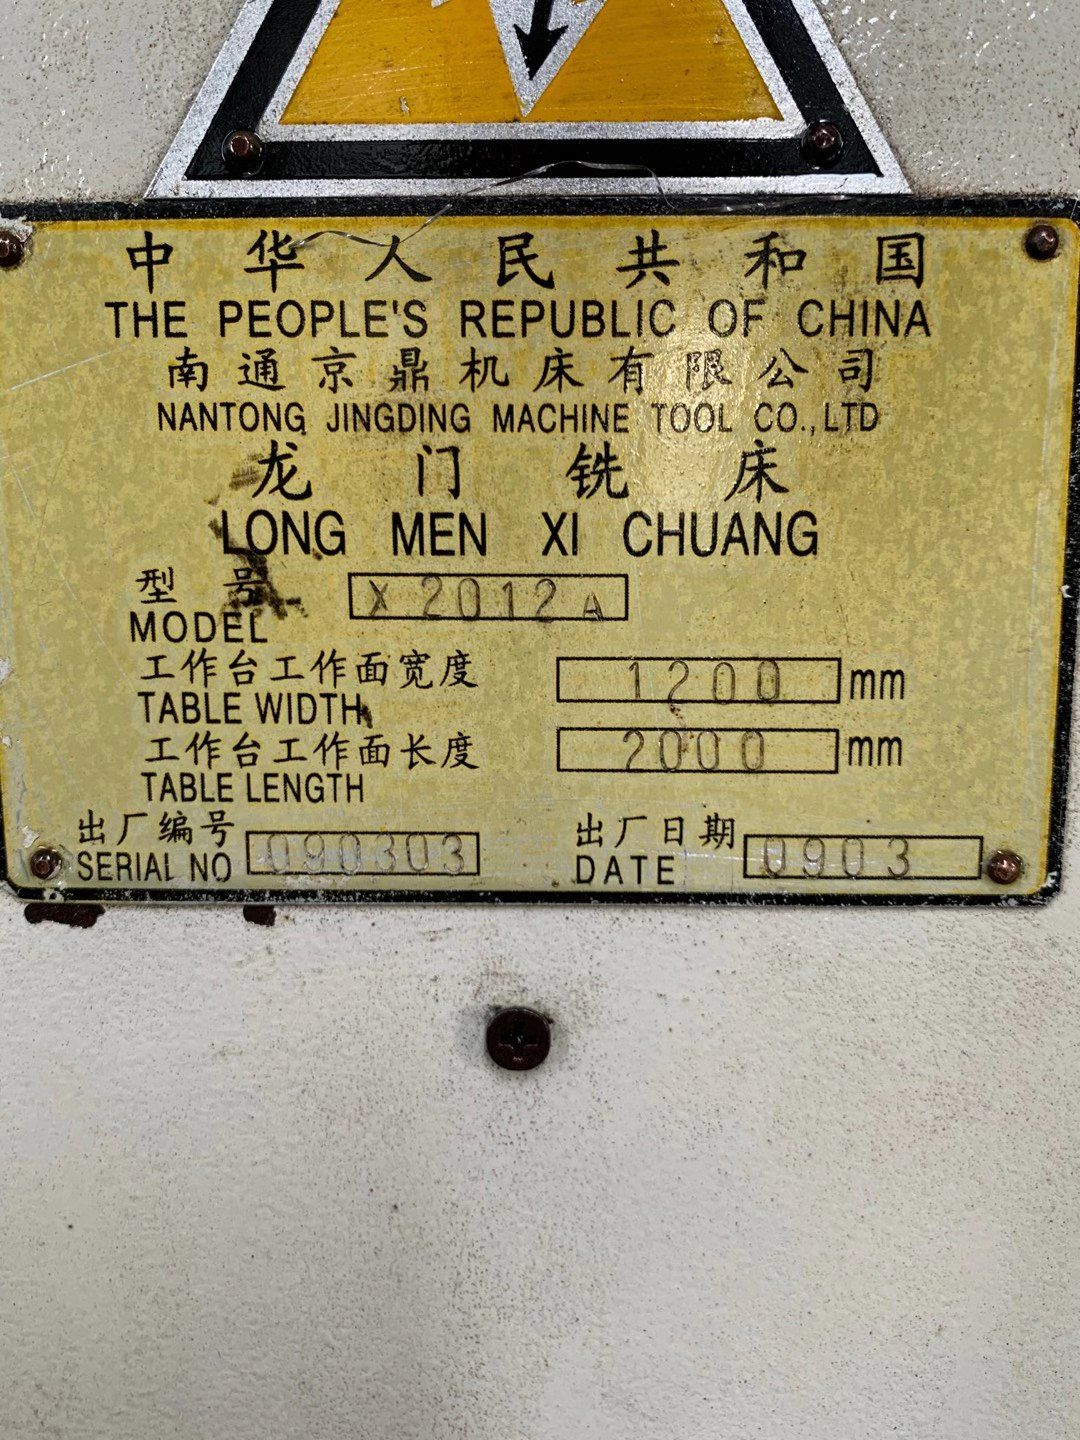 中华人民共和国
THE PEOPLE'S REPUBLIC OF CHINA
南通京鼎机床有限公司
NANTONG JINGDING MACHINE TOOL CO.,LTD
龙门铣床
LONG MEN XI CHUANG
型号
MODEL X2012A
工作台工作面宽度
TABLE WIDTH 1200 mm
工作台工作面长度
TABLE LENGTH 2000 mm
出厂编号 出厂日期
SERIAL NO 090303 DATE 0903